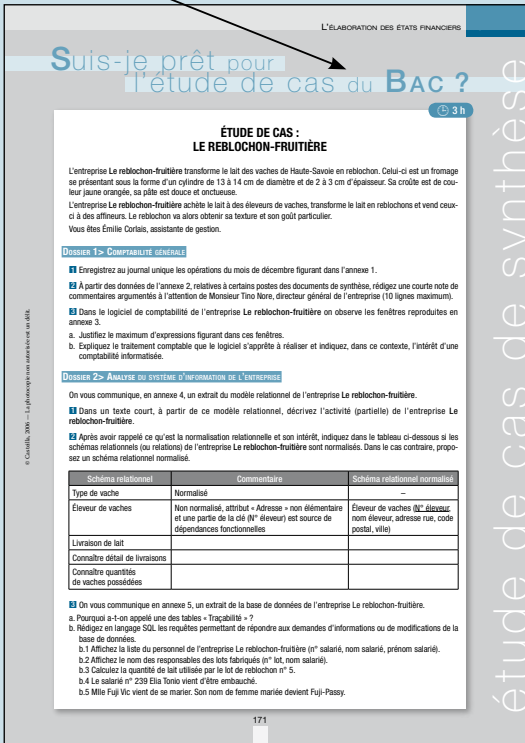 L'ÉLABORATION DES ÉTATS FINANCIERS
Suis-je prêt pour
l'étude de cas du BAC ?
3 h
ÉTUDE DE CAS :
LE REBLOCHON-FRUITIÈRE
L'entreprise Le reblochon-fruitière transforme le lait des vaches de Haute-Savoie en reblochon. Celui-ci est un fromage
se présentant sous la forme d'un cylindre de 13 à 14 cm de diamètre et de 2 à 3 cm d'épaisseur. Sa croûte est de cou-
leur jaune orangée, sa pâte est douce et onctueuse.
L'entreprise Le reblochon-fruitière achète le lait à des éleveurs de vaches, transforme le lait en reblochons et vend ceux-
ci à des affineurs. Le reblochon va alors obtenir sa texture et son goût particulier.
Vous êtes Émilie Corlais, assistante de gestion.
DOSSIER 1> COMPTABILITÉ GÉNÉRALE
1 Enregistrez au journal unique les opérations du mois de décembre figurant dans l'annexe 1.
2 À partir des données de l'annexe 2, relatives à certains postes des documents de synthèse, rédigez une courte note de
commentaires argumentés à l'attention de Monsieur Tino Nore, directeur général de l'entreprise (10 lignes maximum).
3 Dans le logiciel de comptabilité de l'entreprise Le reblochon-fruitière on observe les fenêtres reproduites en
annexe 3.
a. Justifiez le maximum d'expressions figurant dans ces fenêtres.
b. Expliquez le traitement comptable que le logiciel s'apprête à réaliser et indiquez, dans ce contexte, l'intérêt d'une
comptabilité informatisée.
DOSSIER 2> ANALYSE DU SYSTÈME D'INFORMATION DE L'ENTREPRISE
On vous communique, en annexe 4, un extrait du modèle relationnel de l'entreprise Le reblochon-fruitière.
1 Dans un texte court, à partir de ce modèle relationnel, décrivez l'activité (partielle) de l'entreprise Le
reblochon-fruitière.
2 Après avoir rappelé ce qu'est la normalisation relationnelle et son intérêt, indiquez dans le tableau ci-dessous si les
schémas relationnels (ou relations) de l'entreprise Le reblochon-fruitière sont normalisés. Dans le cas contraire, propo-
sez un schéma relationnel normalisé.
Schéma relationnel Commentaire Schéma relationnel normalisé
Type de vache Normalisé –
Éleveur de vaches Non normalisé, attribut « Adresse » non élémentaire Éleveur de vaches (N° éleveur,
et une partie de la clé (N° éleveur) est source de nom éleveur, adresse rue, code
dépendances fonctionnelles postal, ville)
Livraison de lait
Connaître détail de livraisons
Connaître quantités
de vaches possédées
3 On vous communique en annexe 5, un extrait de la base de données de l'entreprise Le reblochon-fruitière.
a. Pourquoi a-t-on appelé une des tables « Traçabilité » ?
b. Rédigez en langage SQL les requêtes permettant de répondre aux demandes d'informations ou de modifications de la
base de données.
b.1 Affichez la liste du personnel de l'entreprise Le reblochon-fruitière (n° salarié, nom salarié, prénom salarié).
b.2 Affichez le nom des responsables des lots fabriqués (n° lot, nom salarié).
b.3 Calculez la quantité de lait utilisée par le lot de reblochon n° 5.
b.4 Le salarié n° 239 Elia Tonio vient d'être embauché.
b.5 Mlle Fuji Vic vient de se marier. Son nom de femme mariée devient Fuji-Passy.
171
© Casteilla, 2006 — La photocopie non autorisée est un délit.
étude de cas de synthèse